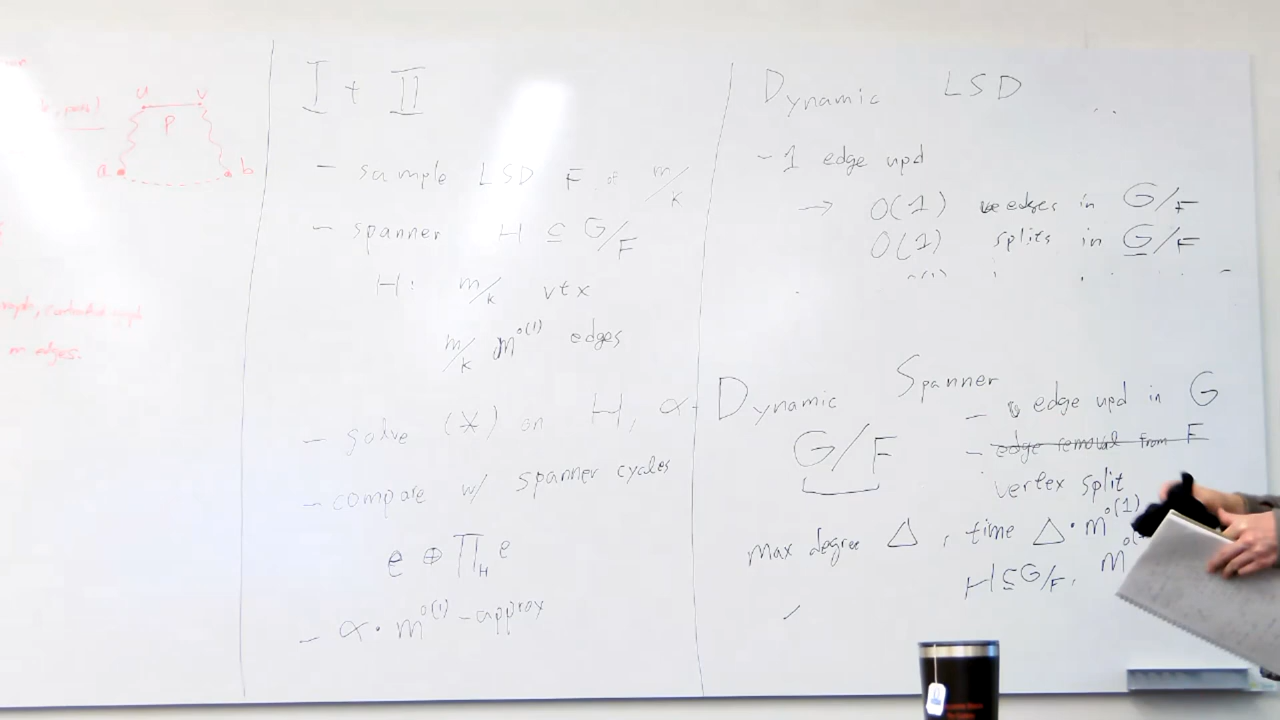 u v
P
a b
I + II
- sample LSD F of m/k
- spanner H ⊆ G/F
H: m/k vtx
m/k m^o(1) edges
- solve (*) on H, α-
- compare w/ spanner cycles
e ⊕ Π_H e
- α · m^o(1) - approx
Dynamic LSD
- 1 edge upd
→ O(1) edges in G/F
O(1) splits in G/F
Dynamic Spanner
G/F
- edge upd in G
- edge removal from F
vertex split
max degree Δ, time Δ · m^o(1)
H ⊆ G/F, m
m edges.